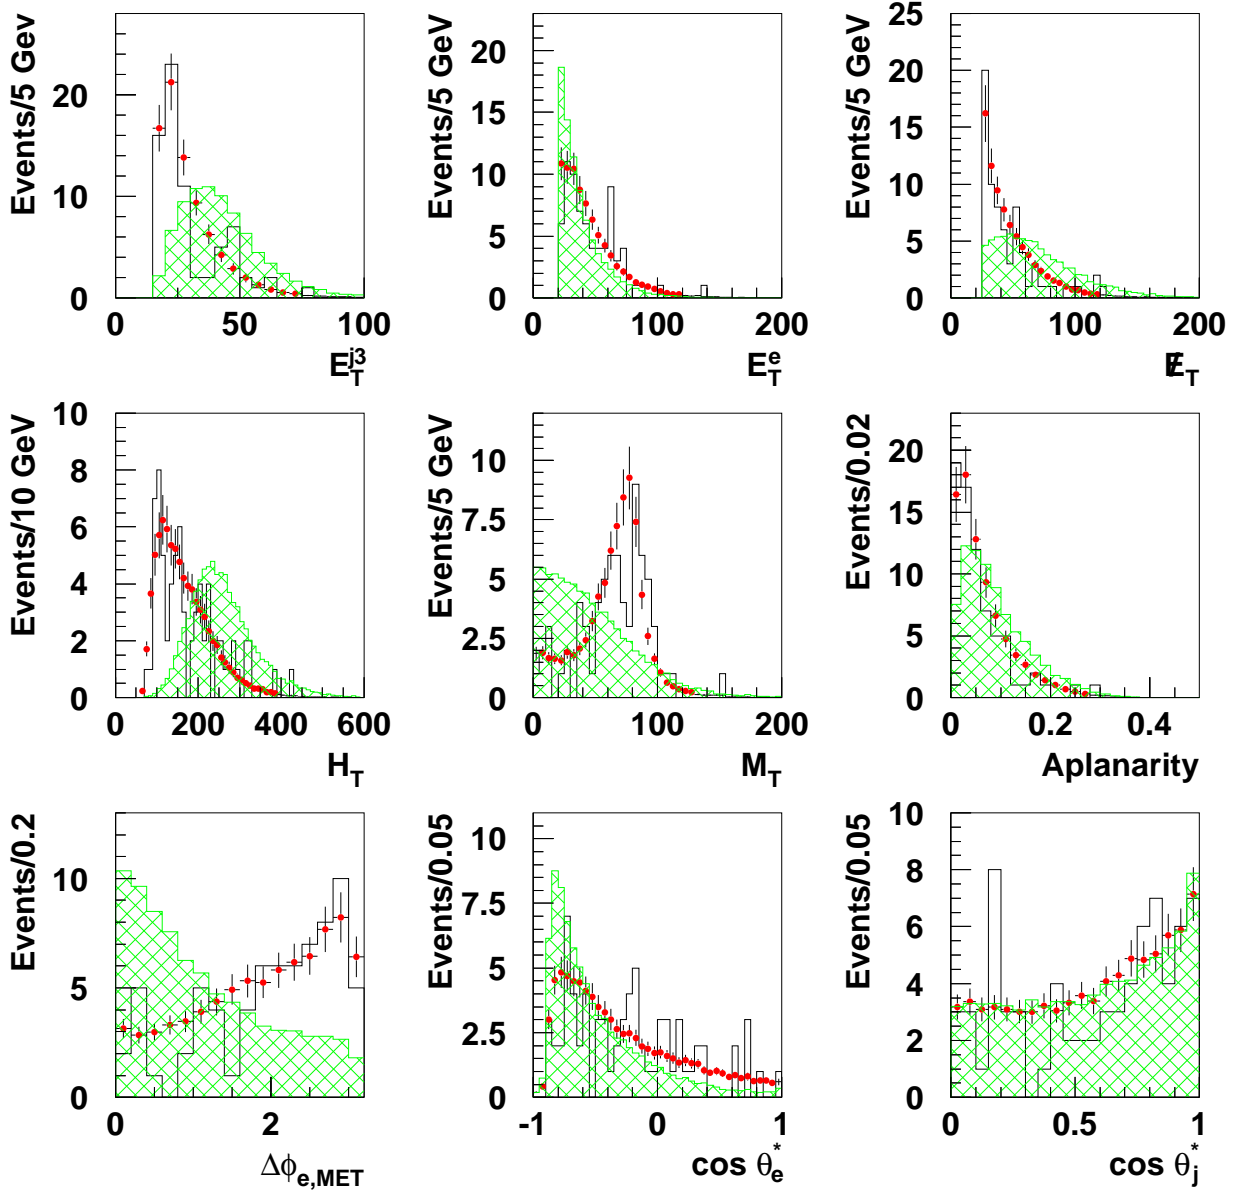 Events/5 Gev
20
10
0
0 50 100
E_T^j3
Events/5 GeV
20
15
10
5
0
0 100 200
E_T^e
Events/5 GeV
25
20
15
10
5
0
0 100 200
E̸_T
Events/10 GeV
10
8
6
4
2
0
0 200 400 600
H_T
Events/5 GeV
10
7.5
5
2.5
0
0 100 200
M_T
Events/0.02
20
15
10
5
0
0 0.2 0.4
Aplanarity
Events/0.2
10
5
0
0 2
Δϕ_e,MET
Events/0.05
10
7.5
5
2.5
0
-1 0 1
cos θ_e^*
Events/0.05
10
8
6
4
2
0
0 0.5 1
cos θ_j^*